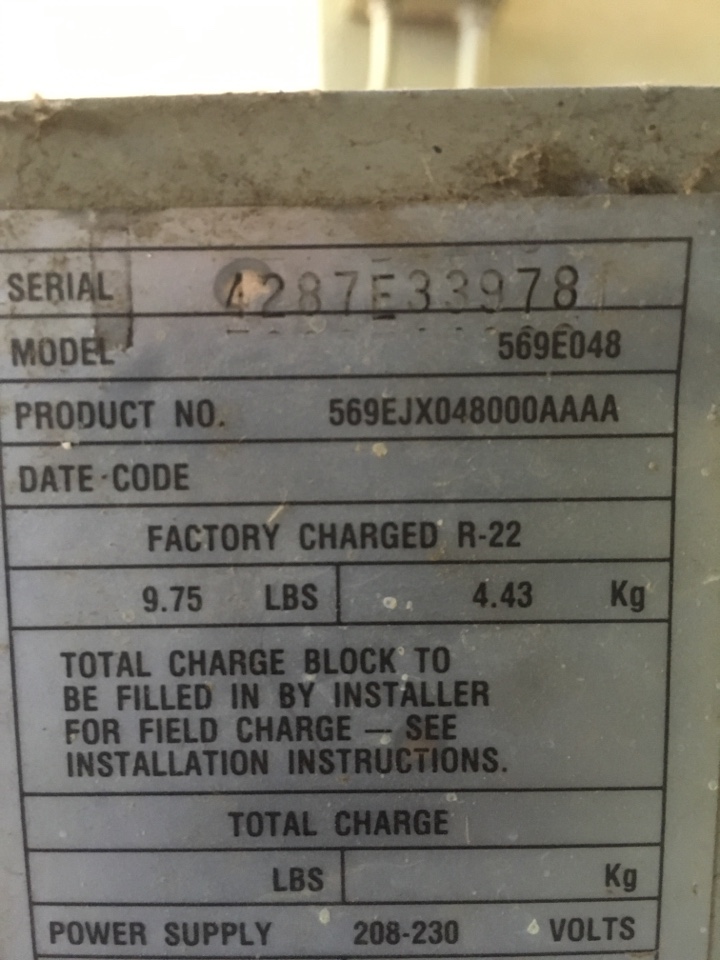 SERIAL 4287E33978
MODEL 569E048
PRODUCT NO. 569EJX048000AAAA
DATE CODE
FACTORY CHARGED R-22
9.75 LBS 4.43 Kg
TOTAL CHARGE BLOCK TO
BE FILLED IN BY INSTALLER
FOR FIELD CHARGE — SEE
INSTALLATION INSTRUCTIONS.
TOTAL CHARGE
LBS Kg
POWER SUPPLY 208-230 VOLTS